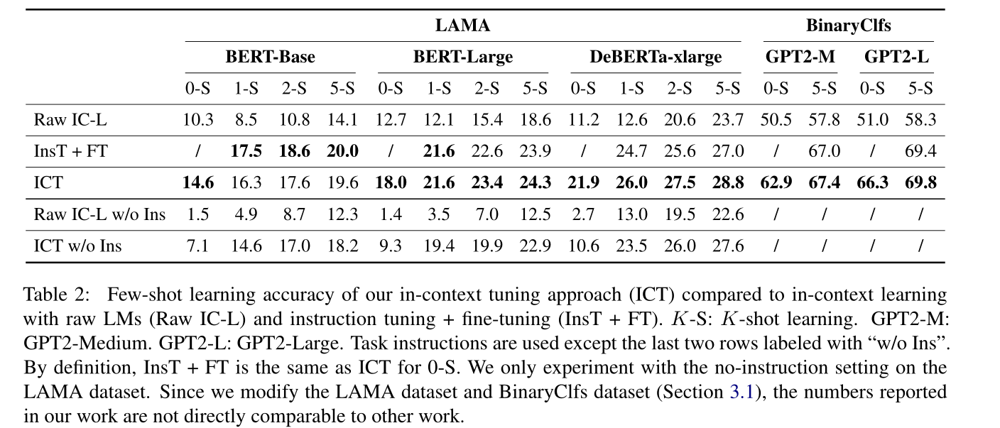 LAMA BinaryClfs
BERT-Base BERT-Large DeBERTa-xlarge GPT2-M GPT2-L
0-S 1-S 2-S 5-S 0-S 1-S 2-S 5-S 0-S 1-S 2-S 5-S 0-S 5-S 0-S 5-S
Raw IC-L 10.3 8.5 10.8 14.1 12.7 12.1 15.4 18.6 11.2 12.6 20.6 23.7 50.5 57.8 51.0 58.3
InsT + FT / 17.5 18.6 20.0 / 21.6 22.6 23.9 / 24.7 25.6 27.0 / 67.0 / 69.4
ICT 14.6 16.3 17.6 19.6 18.0 21.6 23.4 24.3 21.9 26.0 27.5 28.8 62.9 67.4 66.3 69.8
Raw IC-L w/o Ins 1.5 4.9 8.7 12.3 1.4 3.5 7.0 12.5 2.7 13.0 19.5 22.6 / / / /
ICT w/o Ins 7.1 14.6 17.0 18.2 9.3 19.4 19.9 22.9 10.6 23.5 26.0 27.6 / / / /
Table 2: Few-shot learning accuracy of our in-context tuning approach (ICT) compared to in-context learning
with raw LMs (Raw IC-L) and instruction tuning + fine-tuning (InsT + FT). K-S: K-shot learning. GPT2-M:
GPT2-Medium. GPT2-L: GPT2-Large. Task instructions are used except the last two rows labeled with “w/o Ins”.
By definition, InsT + FT is the same as ICT for 0-S. We only experiment with the no-instruction setting on the
LAMA dataset. Since we modify the LAMA dataset and BinaryClfs dataset (Section 3.1), the numbers reported
in our work are not directly comparable to other work.